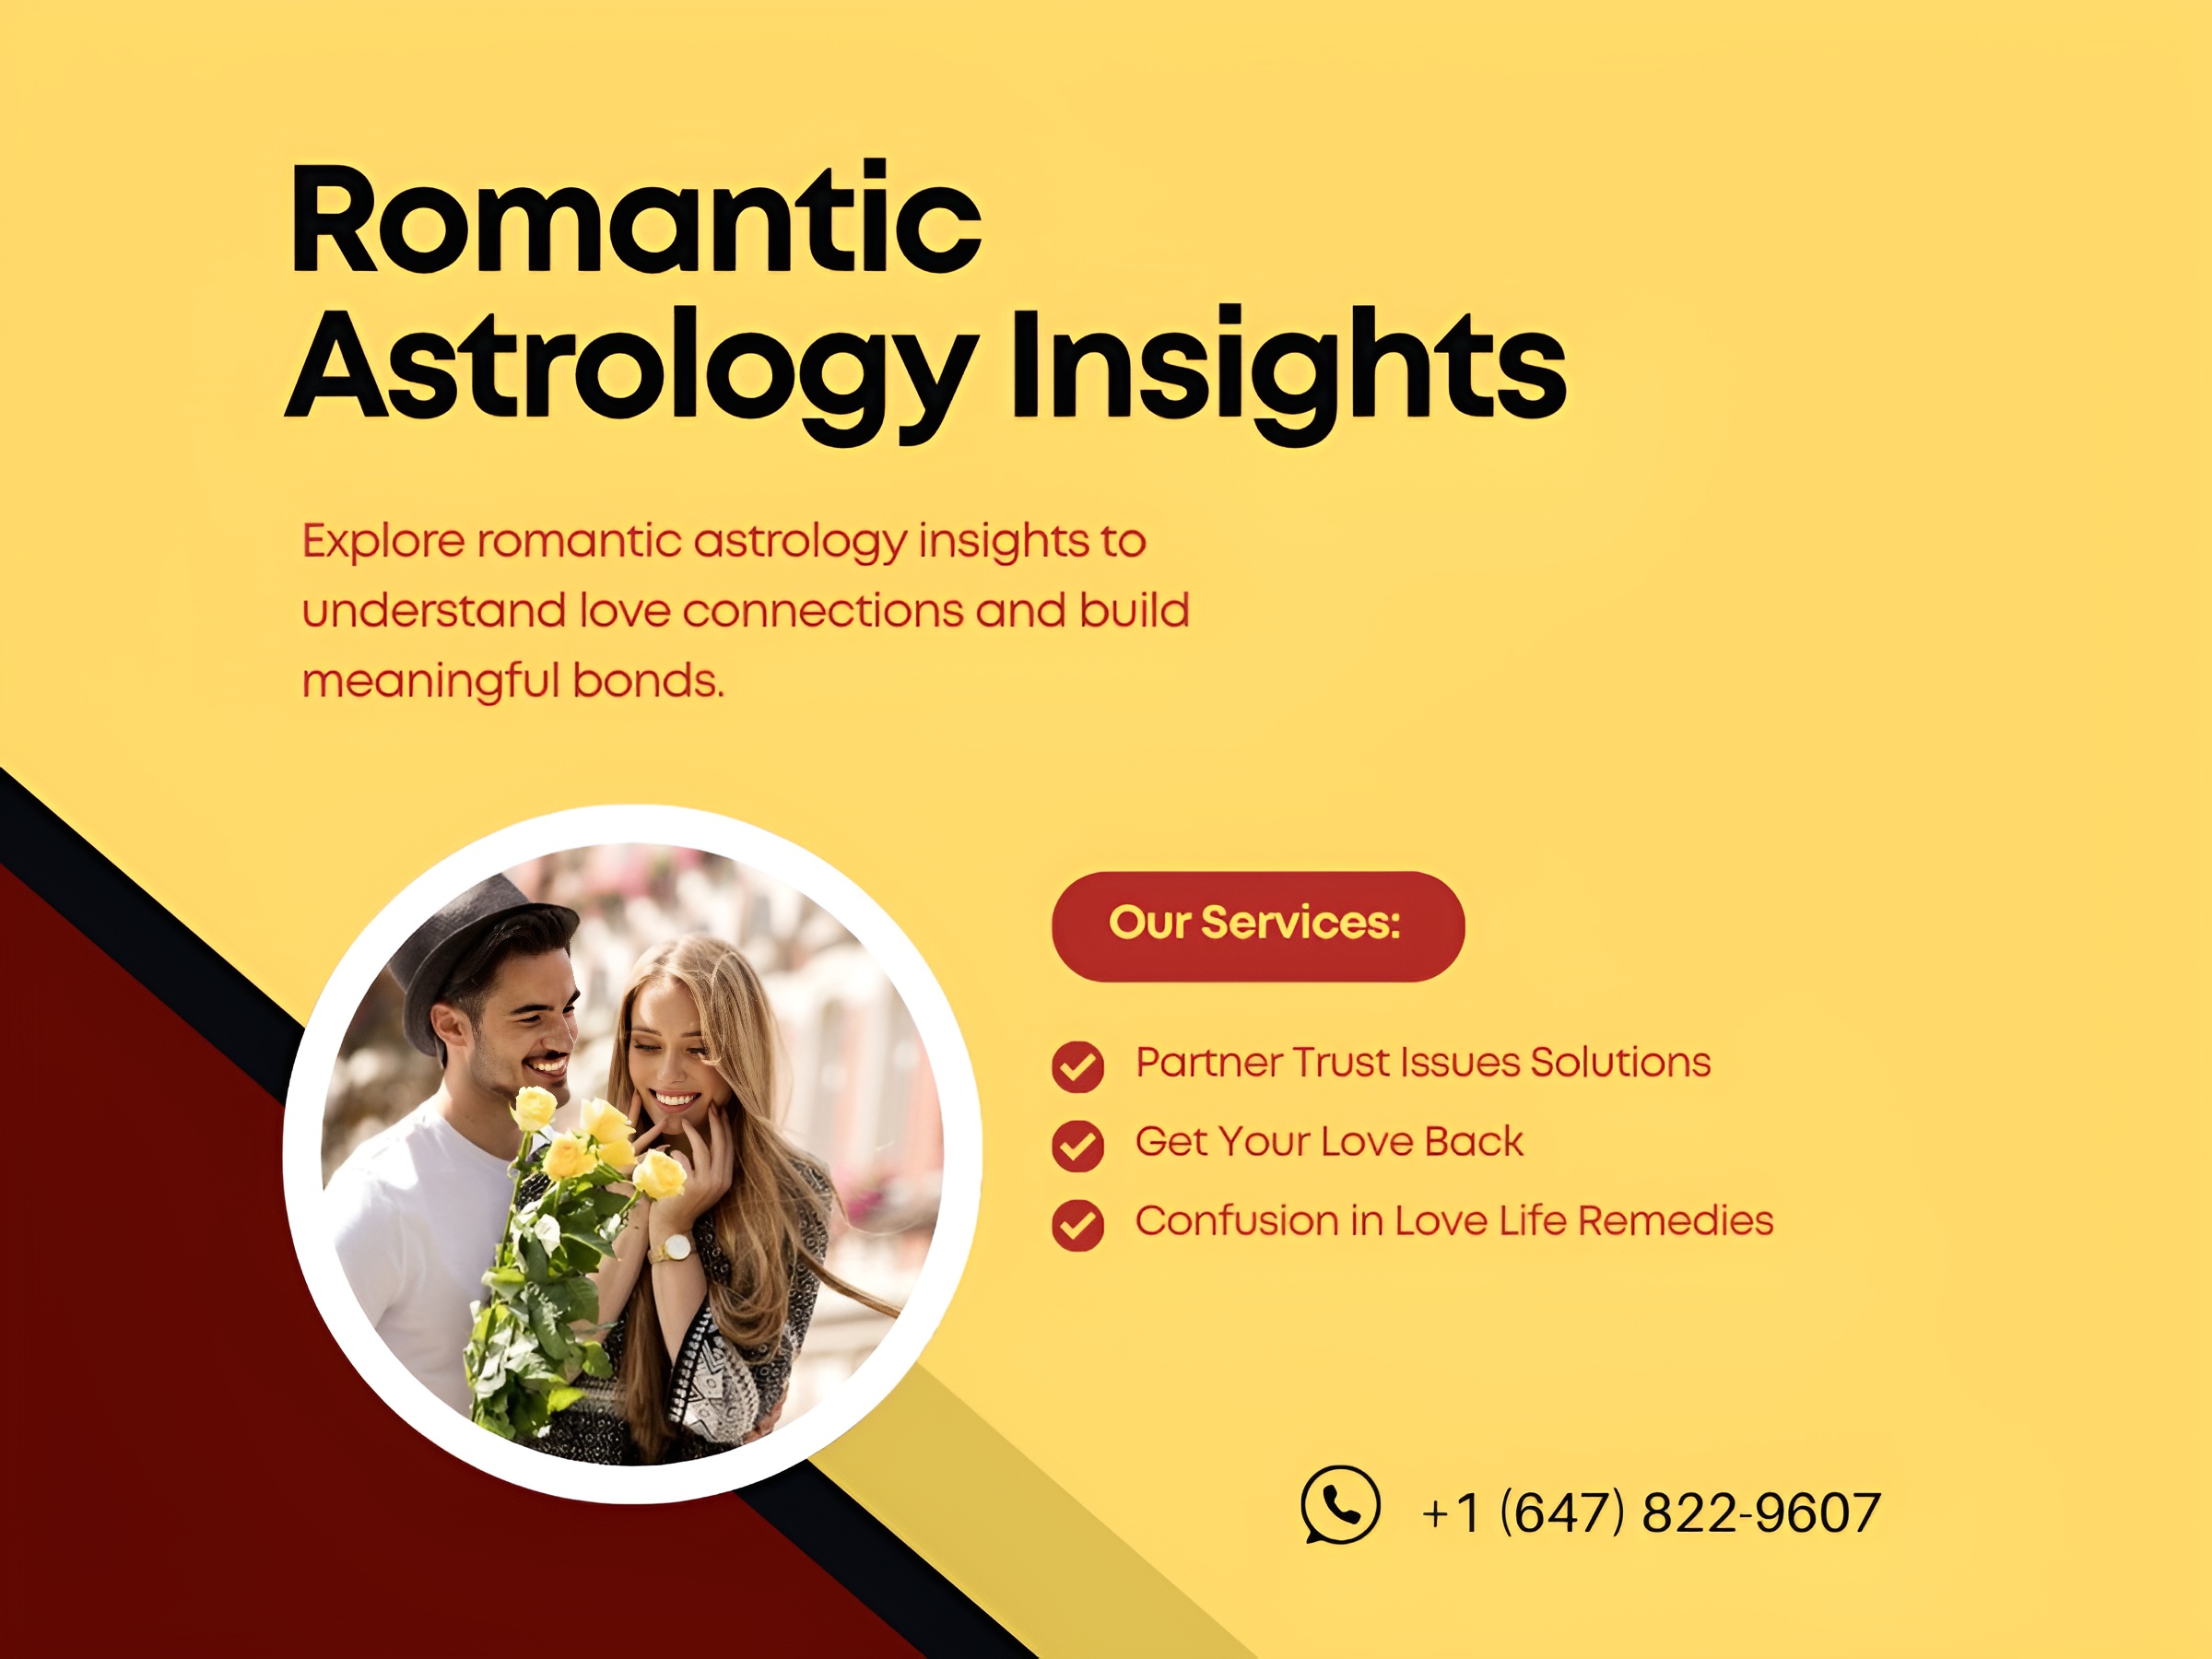 Romantic
Astrology Insights
Explore romantic astrology insights to
understand love connections and build
meaningful bonds.
Our Services:
Partner Trust Issues Solutions
Get Your Love Back
Confusion in Love Life Remedies
+1 (647) 822-9607